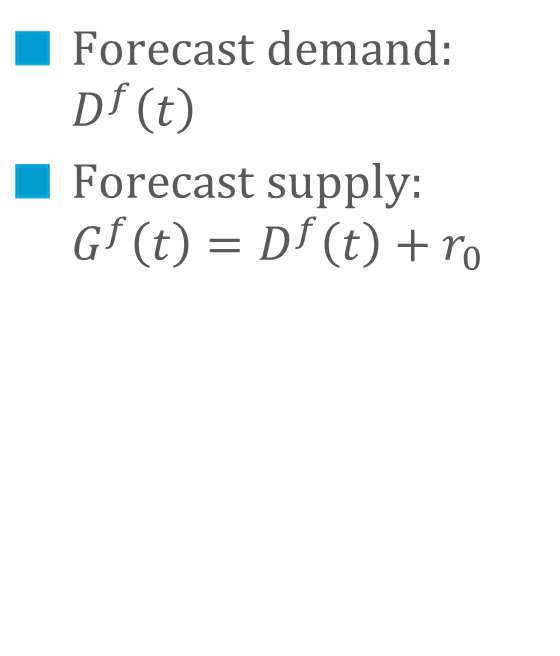 Forecast demand:
D^f(t)
Forecast supply:
G^f(t) = D^f(t) + r_0